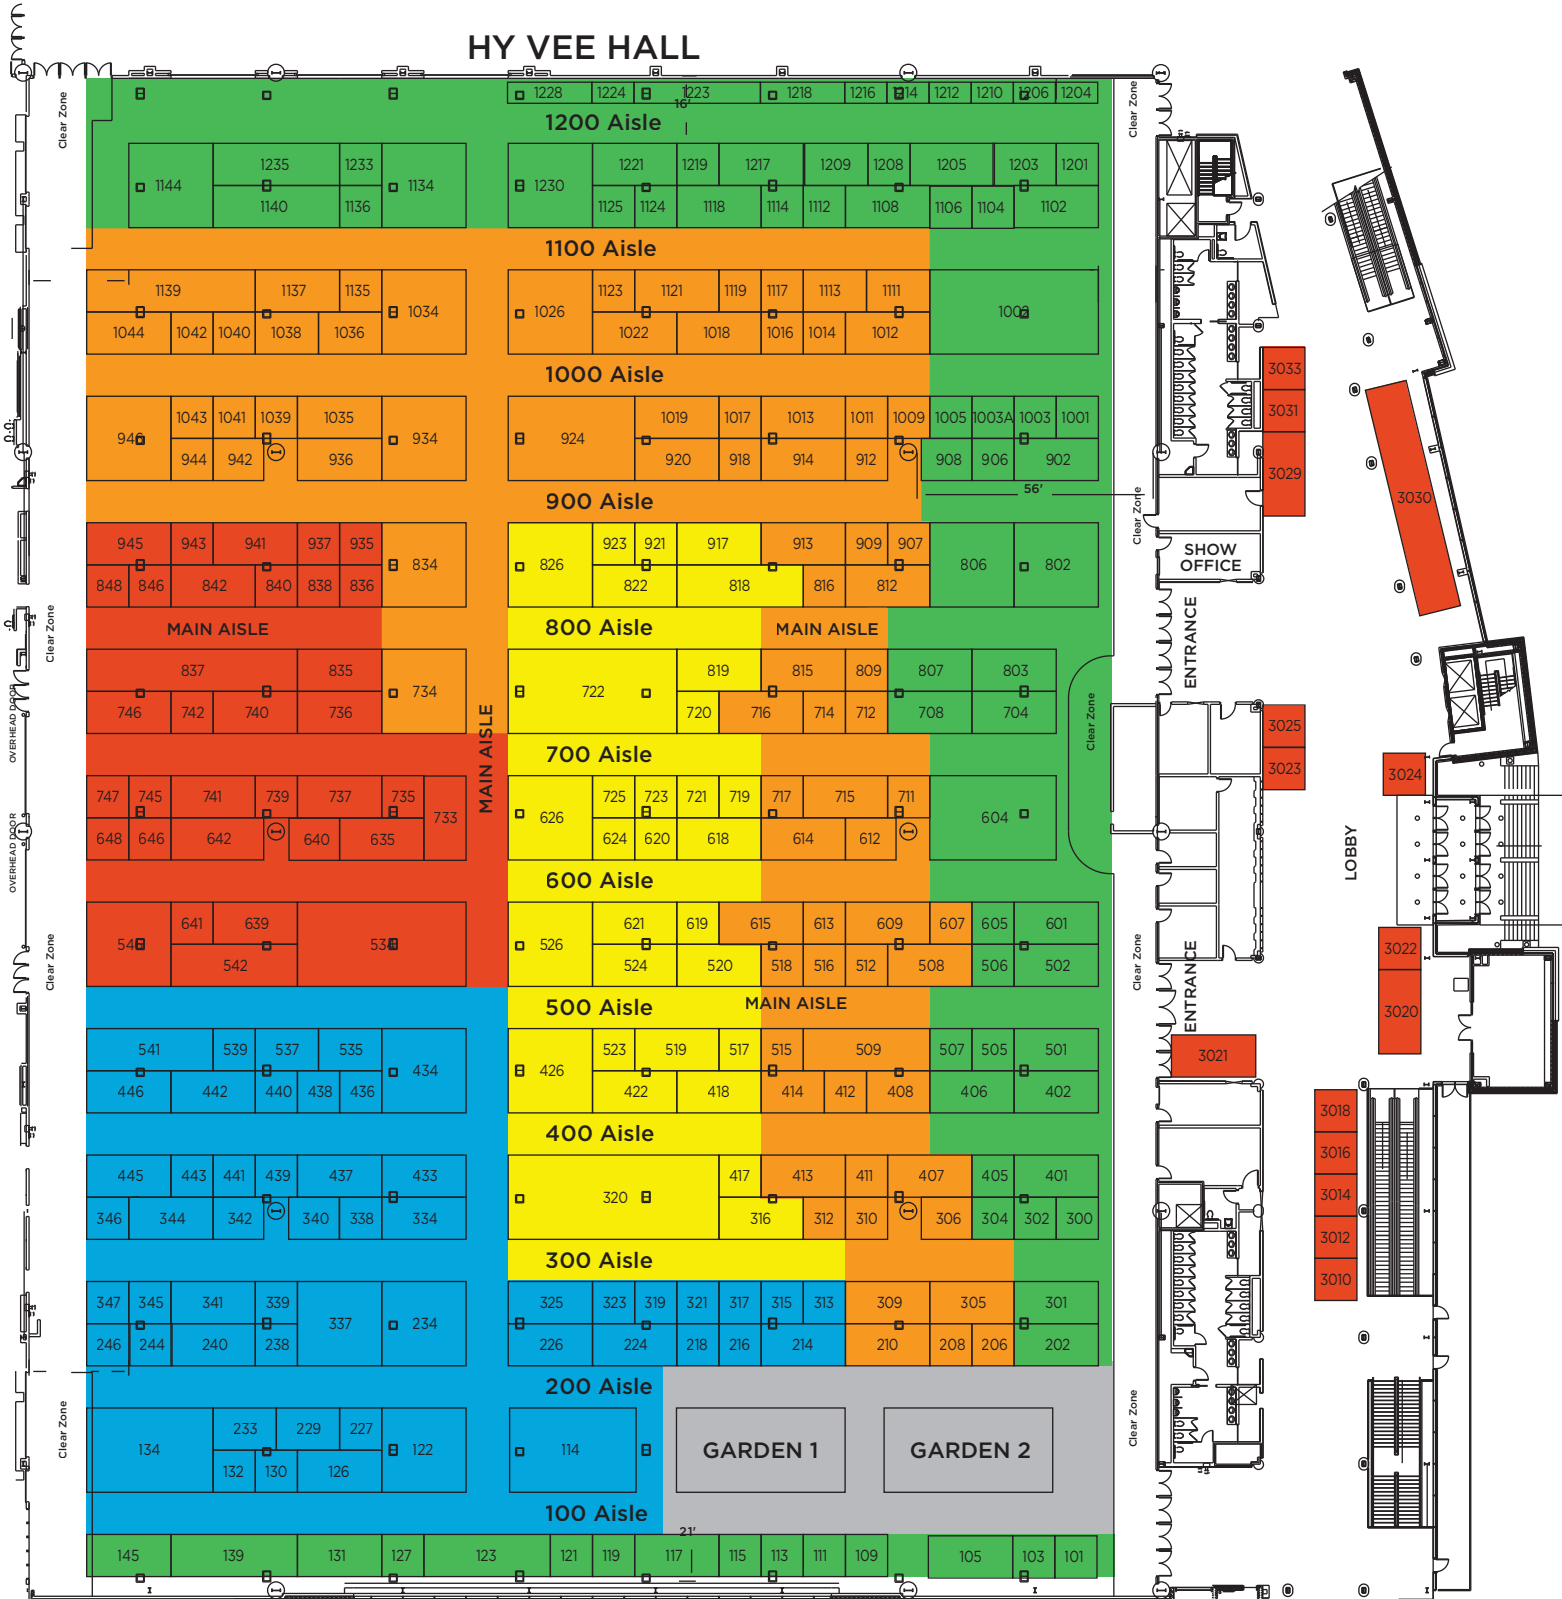 HY VEE HALL
1228 1224 1223 1218 1216 1214 1212 1210 1206 1204
16'
Clear Zone
Clear Zone
1200 Aisle
1235 1233 1221 1219 1217 1209 1208 1205 1203 1201
1144 1134 1230
1140 1136 1125 1124 1118 1114 1112 1108 1106 1104 1102
1100 Aisle
1139 1137 1135 1123 1121 1119 1117 1113 1111
1034 1026 1002
1044 1042 1040 1038 1036 1022 1018 1016 1014 1012
1000 Aisle
3033
3031
3029
1043 1041 1039 1035 1019 1017 1013 1011 1009 1005 1003A 1003 1001
934 924
944 942 936 920 918 914 912 908 906 902
3030
56'
900 Aisle
Clear Zone
945 943 941 937 935 923 921 917 913 909 907
834 826 806 802
SHOW
OFFICE
848 846 842 840 838 836 822 818 816 812
Clear Zone
MAIN AISLE
800 Aisle
MAIN AISLE
ENTRANCE
837 835 819 815 809 807 803
734 722
746 742 740 736 720 716 714 712 708 704
Clear Zone
OVERHEAD DOOR
3025
3023
3024
MAIN AISLE
700 Aisle
747 745 741 739 737 735 725 723 721 719 717 715 711
733 626 604
648 646 642 640 635 624 620 618 614 612
OVERHEAD DOOR
LOBBY
600 Aisle
641 639 621 619 615 613 609 607 605 601
526
542 524 520 518 516 512 508 506 502
Clear Zone
Clear Zone
ENTRANCE
3022
3020
3021
500 Aisle
MAIN AISLE
541 539 537 535 523 519 517 515 509 507 505 501
434 426
446 442 440 438 436 422 418 414 412 408 406 402
3018
3016
3014
3012
3010
400 Aisle
445 443 441 439 437 433 417 413 411 407 405 401
320
346 344 342 340 338 334 316 312 310 306 304 302 300
300 Aisle
347 345 341 339 325 323 319 321 317 315 313 309 305 301
337 234
246 244 240 238 226 224 218 216 214 210 208 206 202
200 Aisle
Clear Zone
Clear Zone
233 229 227
134 122 114 GARDEN 1 GARDEN 2
132 130 126
100 Aisle
21'
145 139 131 127 123 121 119 117 115 113 111 109 105 103 101